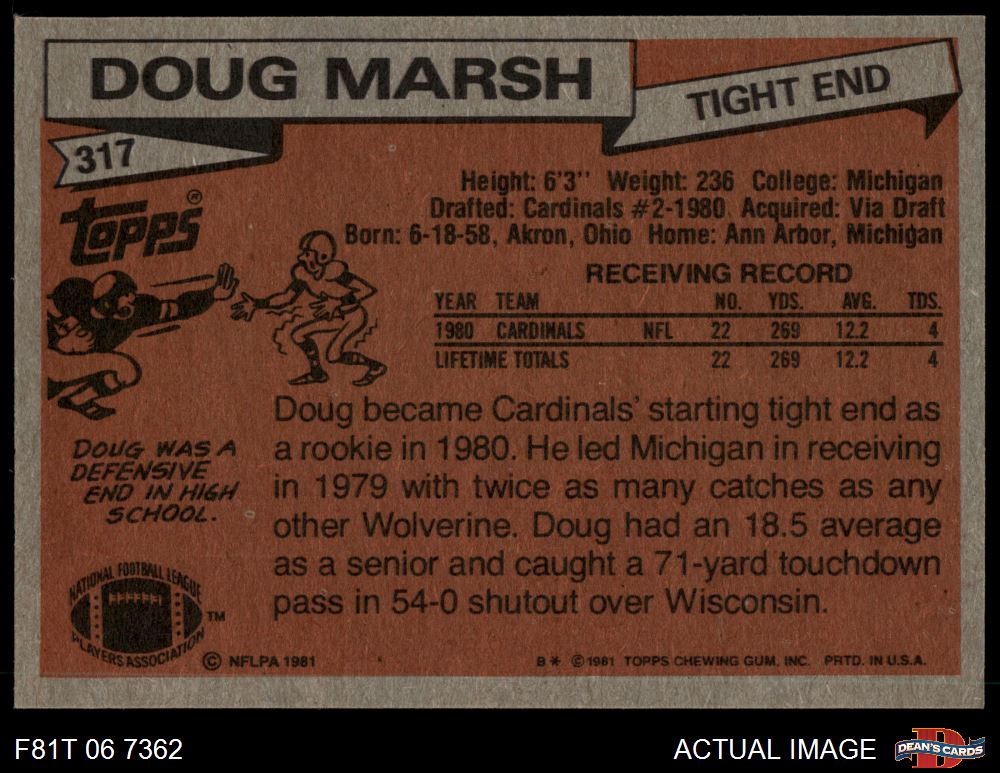 DOUG MARSH
TIGHT END
317
Topps®
Height: 6'3'' Weight: 236 College: Michigan
Drafted: Cardinals #2-1980 Acquired: Via Draft
Born: 6-18-58, Akron, Ohio Home: Ann Arbor, Michigan
RECEIVING RECORD
YEAR TEAM NO. YDS. AVG. TDS.
1980 CARDINALS NFL 22 269 12.2 4
LIFETIME TOTALS 22 269 12.2 4
Doug became Cardinals' starting tight end as
a rookie in 1980. He led Michigan in receiving
in 1979 with twice as many catches as any
other Wolverine. Doug had an 18.5 average
as a senior and caught a 71-yard touchdown
pass in 54-0 shutout over Wisconsin.
DOUG WAS A
DEFENSIVE
END IN HIGH
SCHOOL.
NATIONAL FOOTBALL LEAGUE
PLAYERS ASSOCIATION
TM
© NFLPA 1981
B* © 1981 TOPPS CHEWING GUM, INC. PRTD. IN U.S.A.
F81T 06 7362
ACTUAL IMAGE
D
DEAN'S CARDS